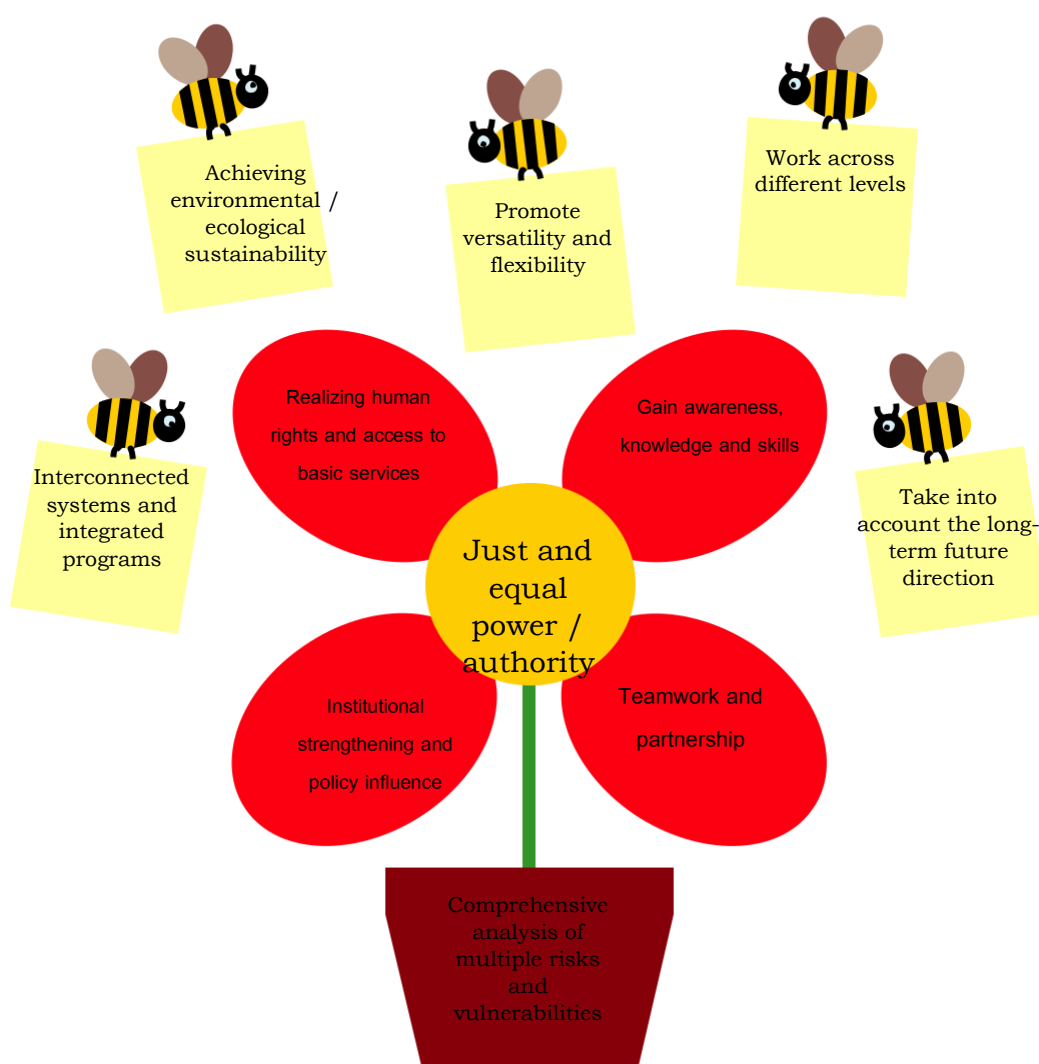 Achieving
environmental /
ecological
sustainability
Promote
versatility and
flexibility
Work across
different levels
Interconnected
systems and
integrated
programs
Realizing human
rights and access to
basic services
Gain awareness,
knowledge and skills
Take into
account the long-
term future
direction
Just and
equal
power /
authority
Institutional
strengthening and
policy influence
Teamwork and
partnership
Comprehensive
analysis of
multiple risks
and
vulnerabilities